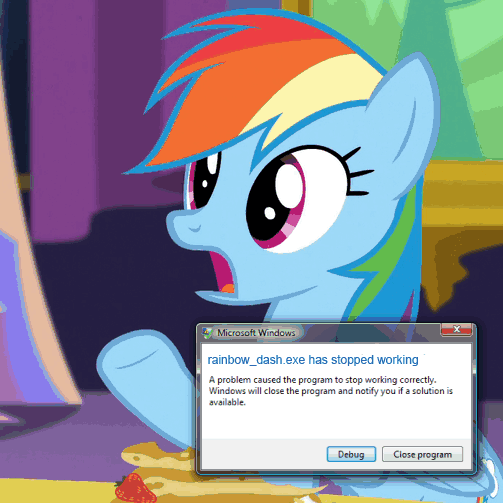 Microsoft Windows
rainbow_dash.exe has stopped working
A problem caused the program to stop working correctly.
Windows will close the program and notify you if a solution is
available.
Debug
Close program